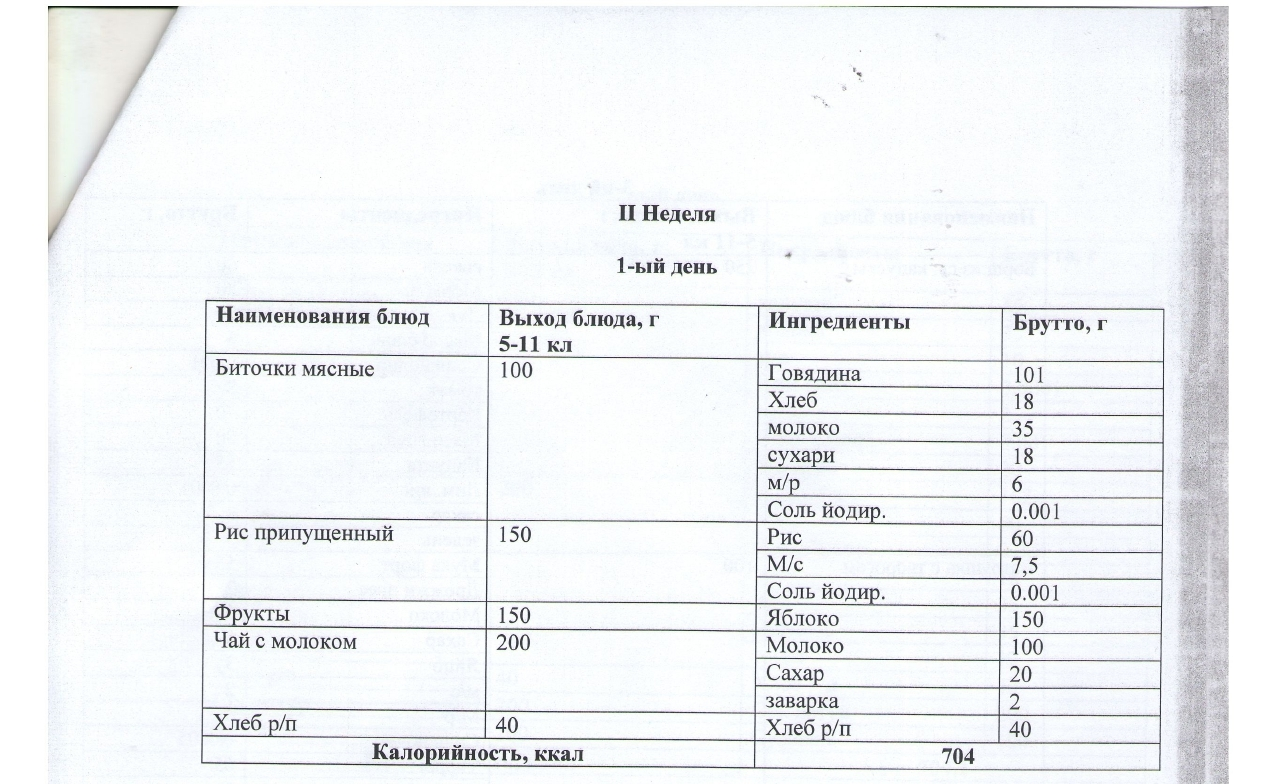 II Неделя
1-ый день
Наименования блюд Выход блюда, г Ингредиенты Брутто, г
5-11 кл
Биточки мясные 100 Говядина 101
Хлеб 18
молоко 35
сухари 18
м/р 6
Соль йодир. 0.001
Рис припущенный 150 Рис 60
М/с 7,5
Соль йодир. 0.001
Фрукты 150 Яблоко 150
Чай с молоком 200 Молоко 100
Сахар 20
заварка 2
Хлеб р/п 40 Хлеб р/п 40
Калорийность, ккал 704